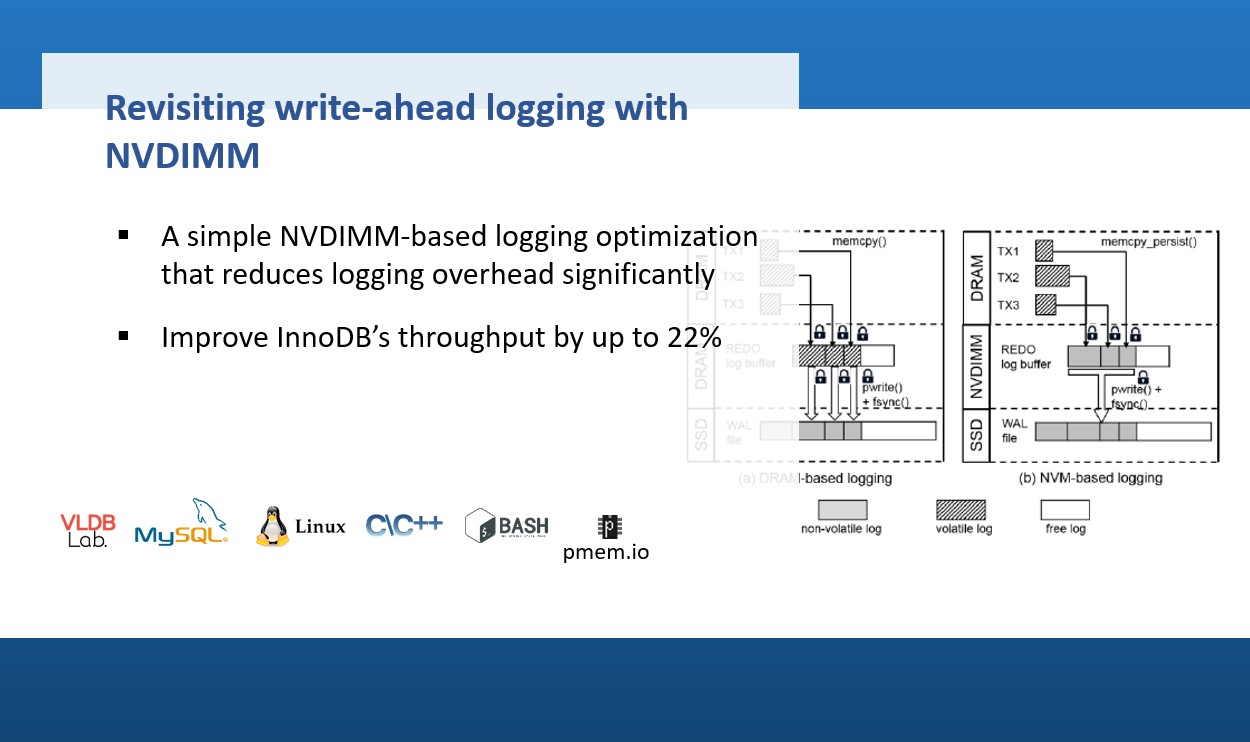 Revisiting write-ahead logging with
NVDIMM
▪ A simple NVDIMM-based logging optimization
that reduces logging overhead significantly
▪ Improve InnoDB’s throughput by up to 22%
DRAM
TX1
TX2
TX3
memcpy()
DRAM
REDO
log buffer
pwrite()
+ fsync()
SSD
WAL
file
(a) DRAM-based logging
DRAM
TX1
TX2
TX3
memcpy_persist()
NVDIMM
REDO
log buffer
pwrite() +
fsync()
SSD
WAL
file
(b) NVM-based logging
non-volatile log
volatile log
free log
VLDB
Lab.
MySQL
Linux
C\C++
$
BASH
P
pmem.io